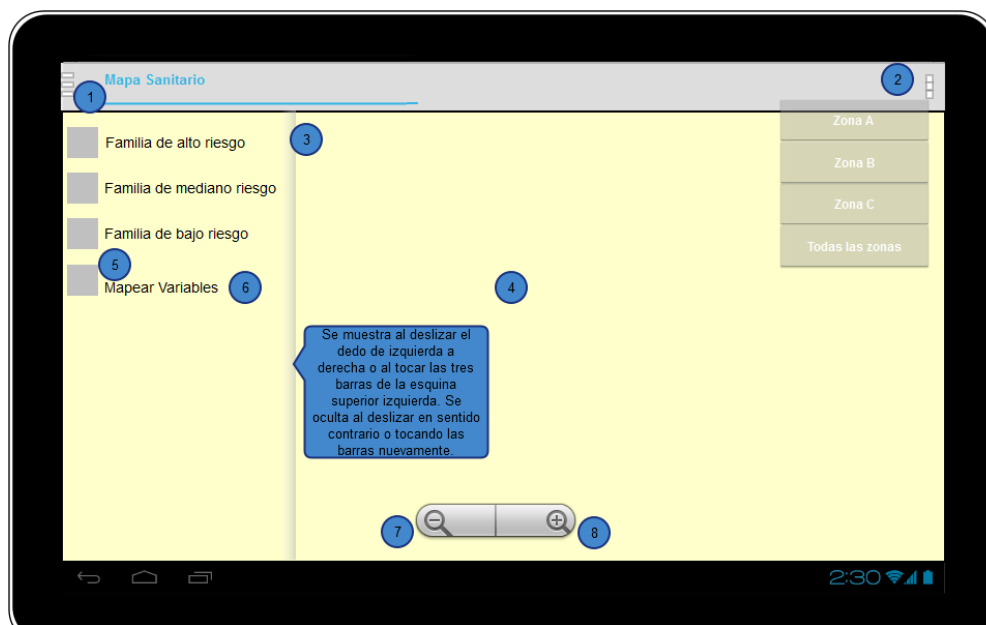 Mapa Sanitario
1
2
Zona A
Zona B
Zona C
Todas las zonas
Familia de alto riesgo
3
Familia de mediano riesgo
Familia de bajo riesgo
5
Mapear Variables
6
4
Se muestra al deslizar el
dedo de izquierda a
derecha o al tocar las tres
barras de la esquina
superior izquierda. Se
oculta al deslizar en sentido
contrario o tocando las
barras nuevamente.
7
8
2:30